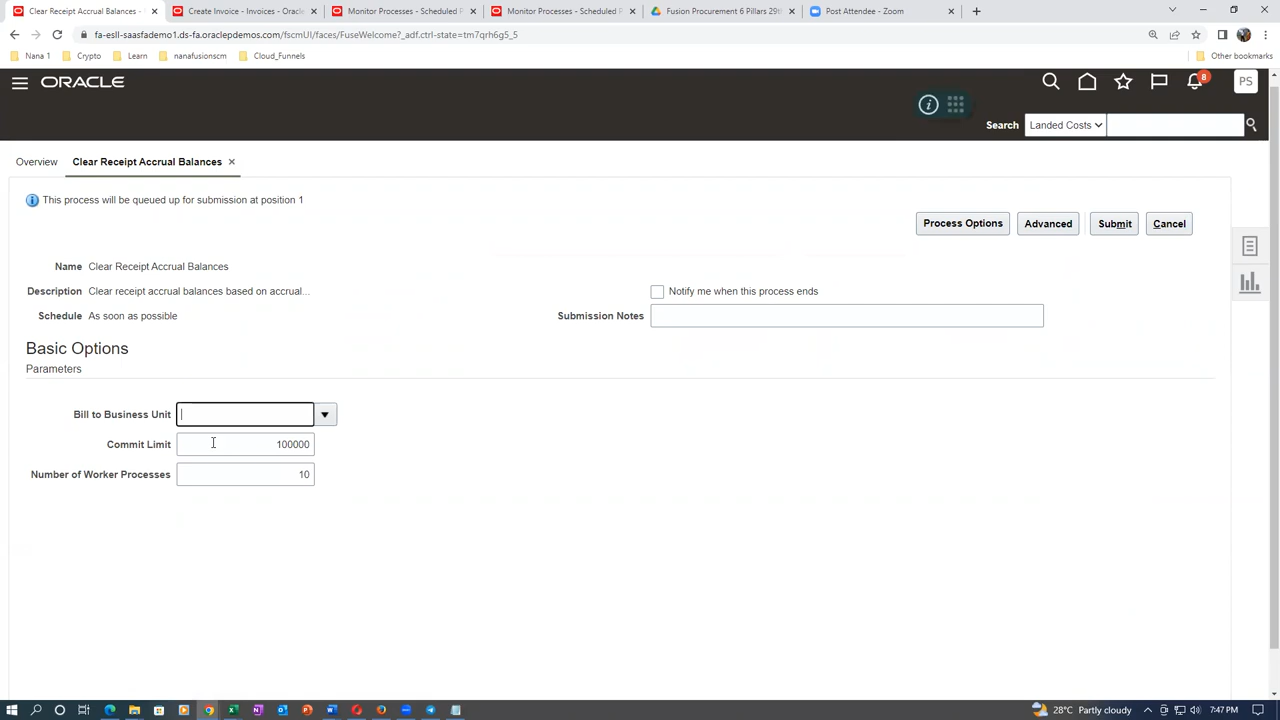 Clear Receipt Accrual Balances -
Create Invoice - Invoices - Oracle
Monitor Processes - Scheduled P
Monitor Processes - Scheduled P
Fusion Procurement 6 Pillars 29th
Post Attendee - Zoom
fa-esll-saasfademo1.ds-fa.oraclepdemos.com/fscmUI/faces/FuseWelcome?_adf.ctrl-state=tm7qrh6g5_5
Nana 1
Crypto
Learn
nanafusionscm
Cloud_Funnels
Other bookmarks
ORACLE
8
PS
Search
Landed Costs
Overview
Clear Receipt Accrual Balances
This process will be queued up for submission at position 1
Process Options
Advanced
Submit
Cancel
Name Clear Receipt Accrual Balances
Description Clear receipt accrual balances based on accrual...
Notify me when this process ends
Schedule As soon as possible
Submission Notes
Basic Options
Parameters
Bill to Business Unit
Commit Limit 100000
Number of Worker Processes 10
28°C Partly cloudy
7:47 PM